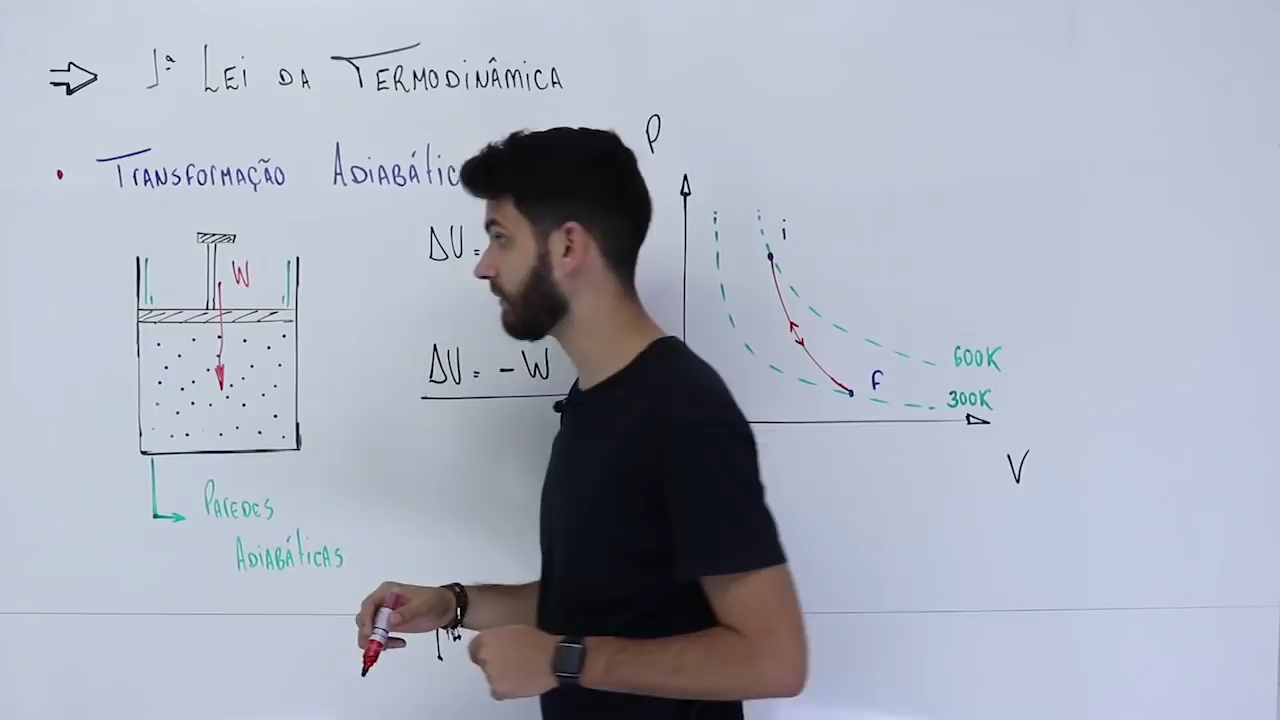 ⇒ 1ª LEI DA TERMODINÂMICA
• TRANSFORMAÇÃO ADIABÁTIC
W
ΔU =
ΔU = - W
PAREDES
ADIABÁTICAS
P
i
600K
F
300K
V